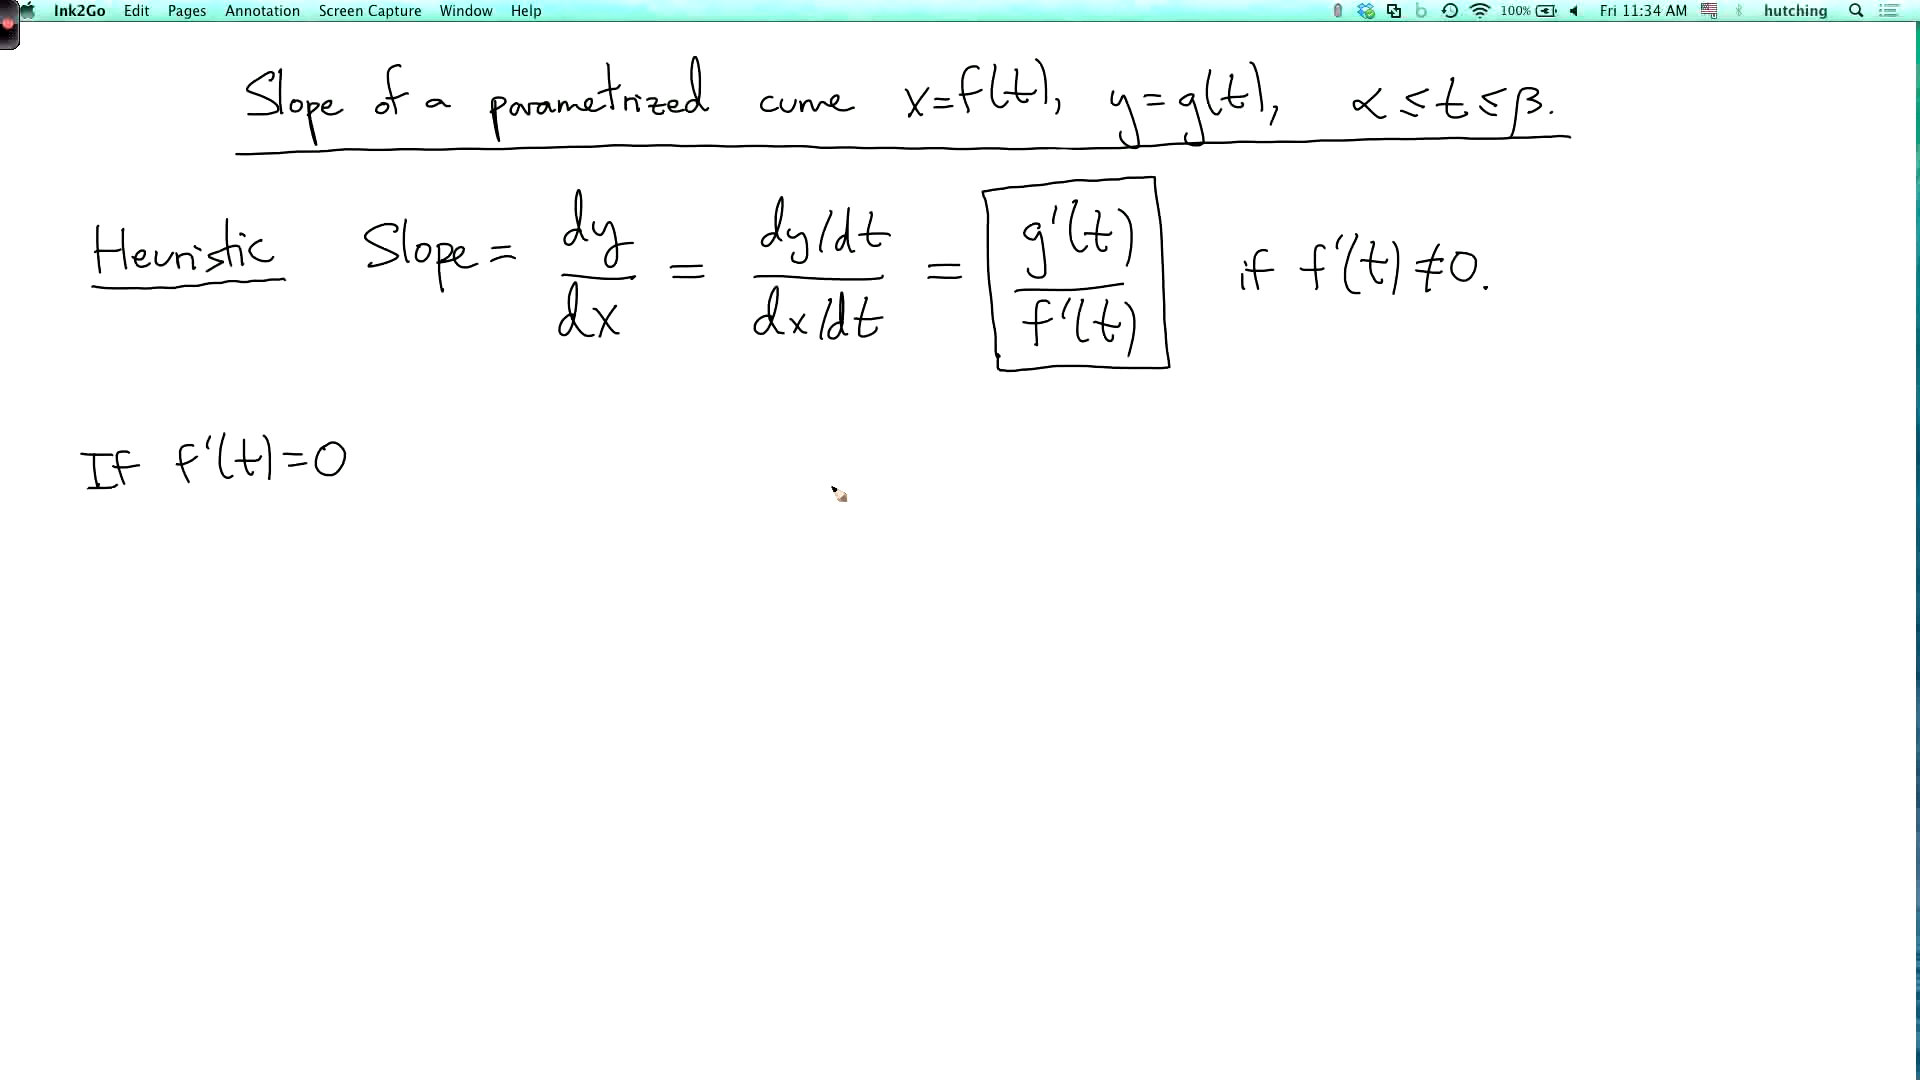 Ink2Go Edit Pages Annotation Screen Capture Window Help 100% Fri 11:34 AM hutching
Slope of a parametrized curve x=f(t), y=g(t), α≤t≤β.
Heuristic Slope = dy/dx = (dy/dt)/(dx/dt) = g'(t)/f'(t) if f'(t)≠0.
If f'(t)=0